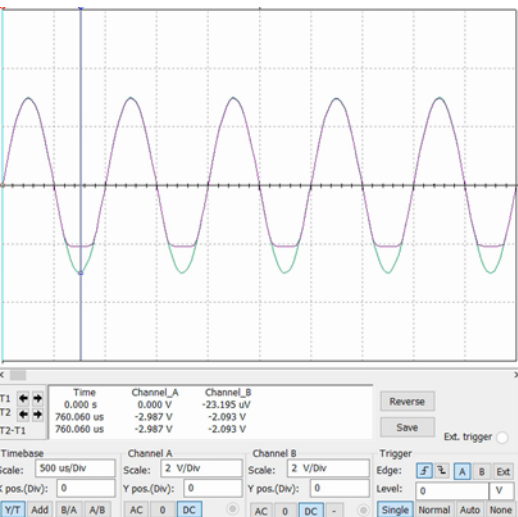 Time Channel_A Channel_B
T1 0.000 s 0.000 V -23.195 uV
T2 760.060 us -2.987 V -2.093 V
T2-T1 760.060 us -2.987 V -2.093 V
Reverse
Save
Ext. trigger
Timebase
Scale: 500 us/Div
X pos.(Div): 0
Y/T Add B/A A/B
Channel A
Scale: 2 V/Div
Y pos.(Div): 0
AC 0 DC
Channel B
Scale: 2 V/Div
Y pos.(Div): 0
AC 0 DC -
Trigger
Edge: A B Ext
Level: 0 V
Single Normal Auto None